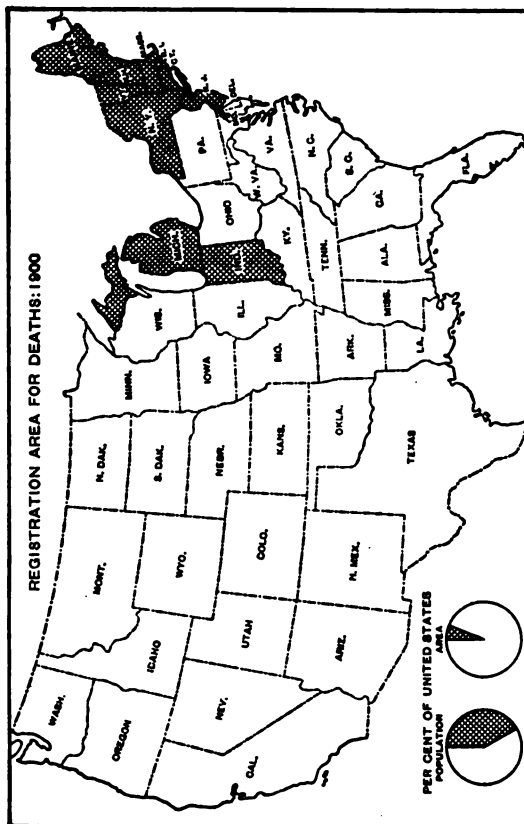 REGISTRATION AREA FOR DEATHS: 1900
WASH.
OREGON
CAL.
NEV.
IDAHO
MONT.
WYO.
UTAH
COLO.
ARIZ.
N. MEX.
N. DAK.
S. DAK.
NEBR.
KANS.
OKLA.
TEXAS
MINN.
IOWA
MO.
ARK.
LA.
WIS.
ILL.
MICH.
IND.
OHIO
KY.
TENN.
MISS.
ALA.
GA.
FLA.
S. C.
N. C.
VA.
W. VA.
PA.
N. Y.
N. J.
DEL.
CT.
R. I.
MASS.
PER CENT OF UNITED STATES
POPULATION
AREA